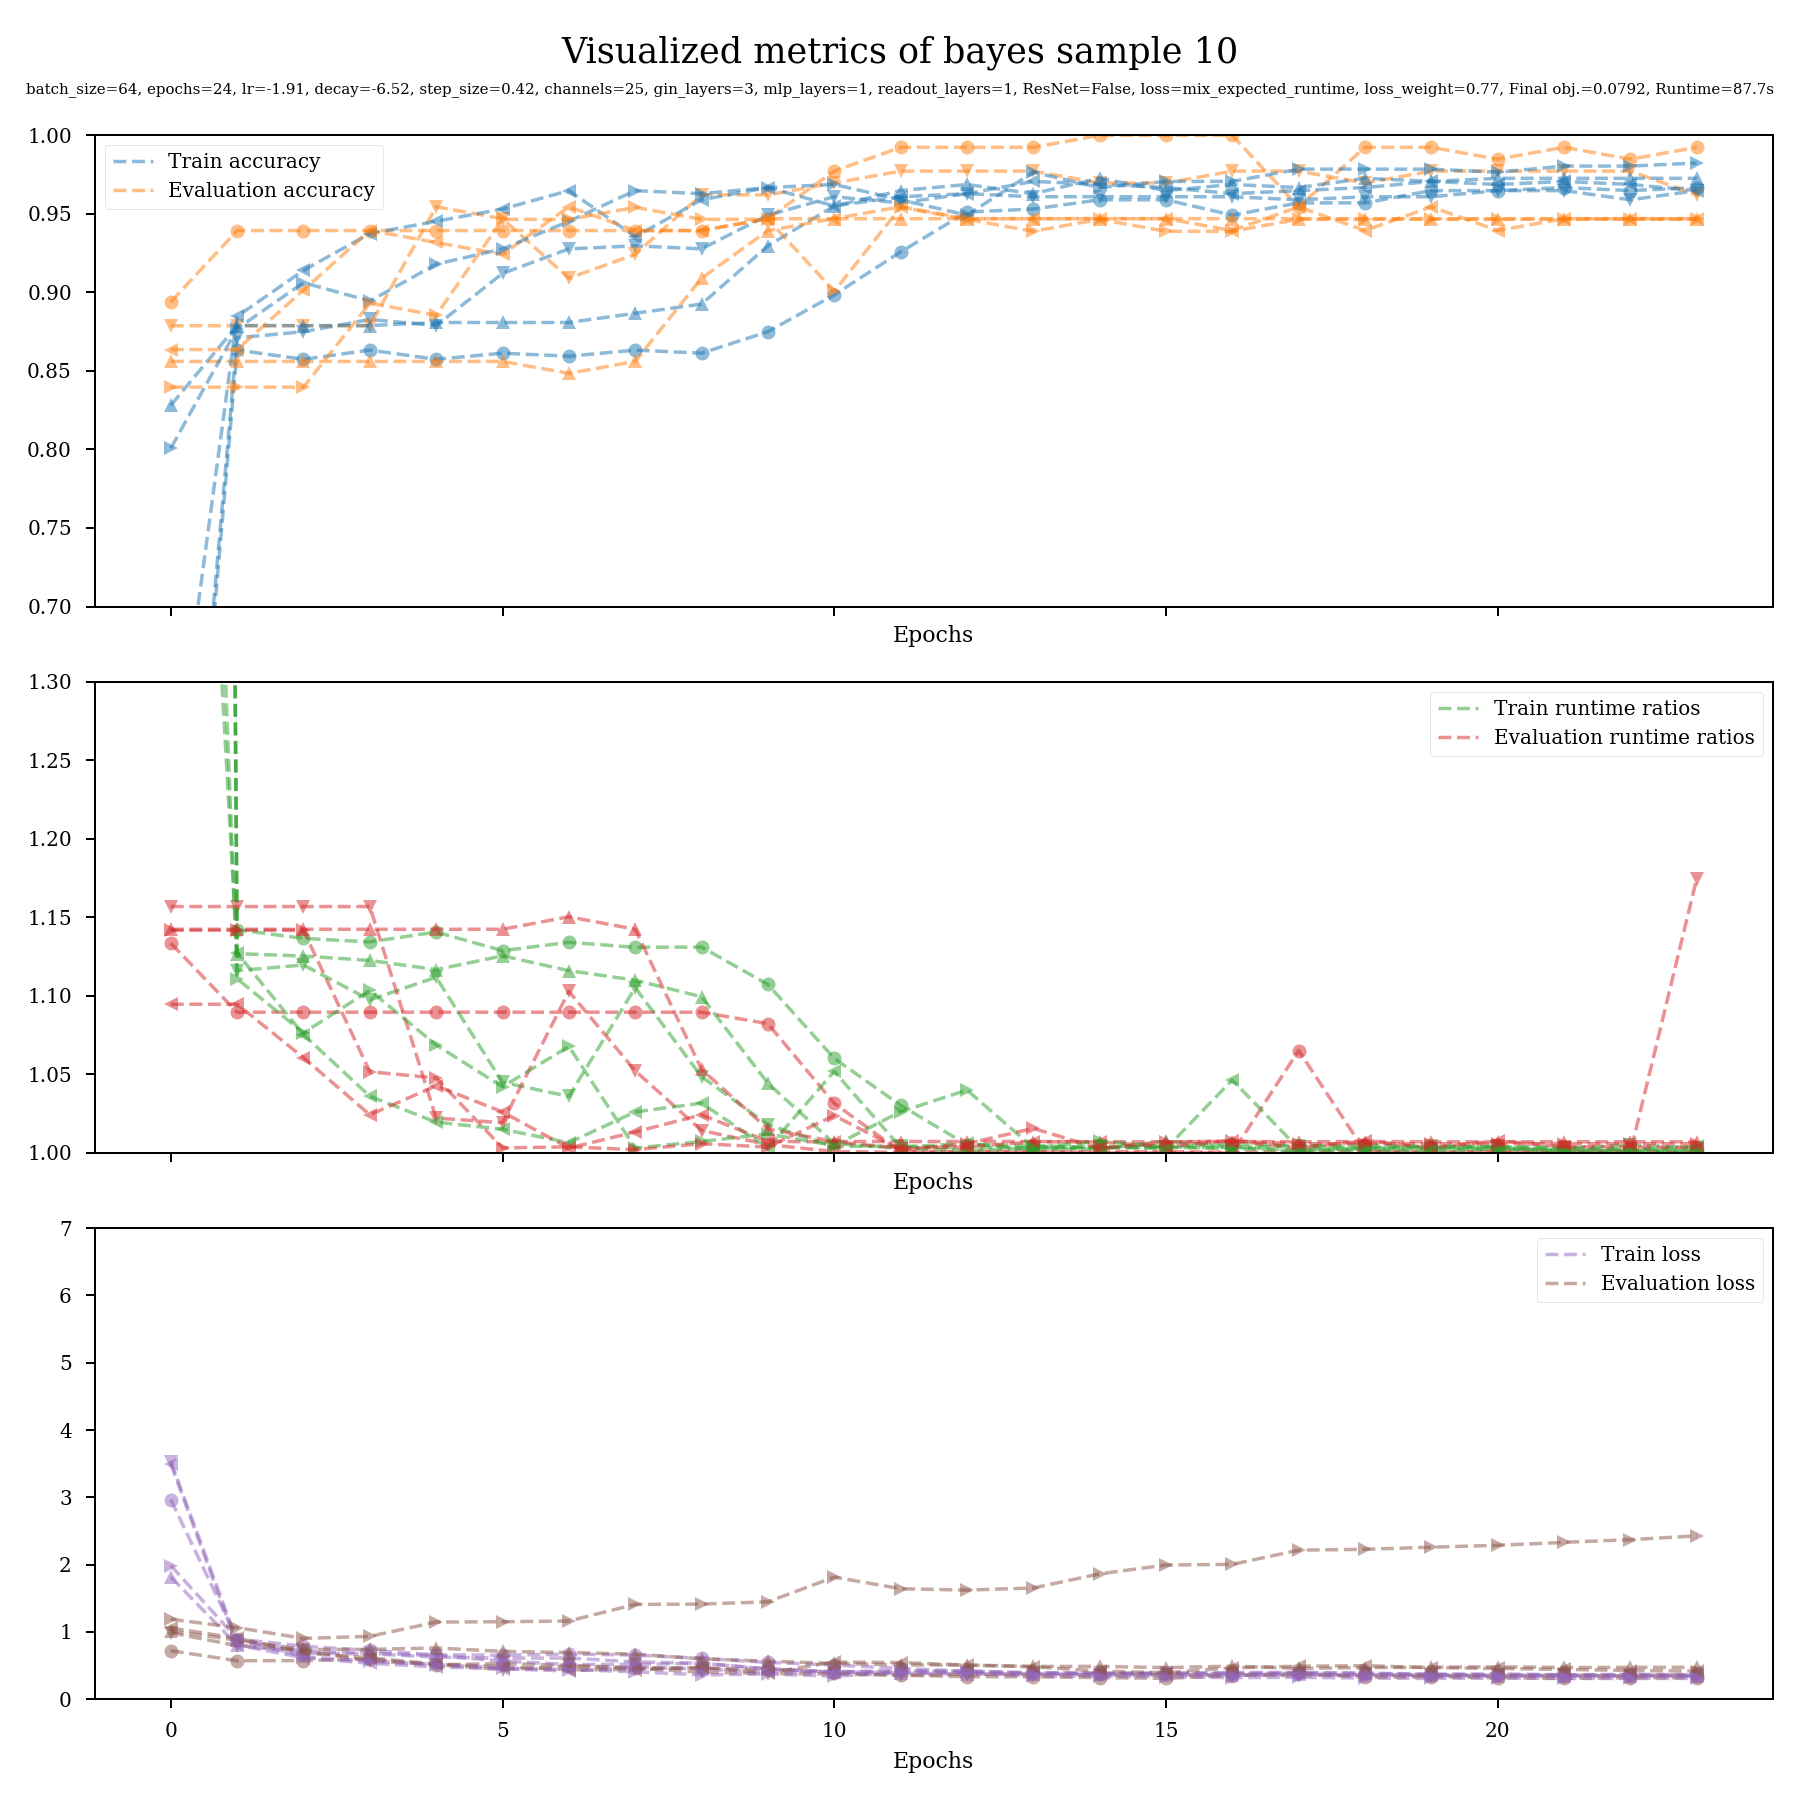 Visualized metrics of bayes sample 10
batch_size=64, epochs=24, lr=-1.91, decay=-6.52, step_size=0.42, channels=25, gin_layers=3, mlp_layers=1, readout_layers=1, ResNet=False, loss=mix_expected_runtime, loss_weight=0.77, Final obj.=0.0792, Runtime=87.7s
1.00
0.95
0.90
0.85
0.80
0.75
0.70
Train accuracy
Evaluation accuracy
Epochs
1.30
1.25
1.20
1.15
1.10
1.05
1.00
Train runtime ratios
Evaluation runtime ratios
Epochs
7
6
5
4
3
2
1
0
Train loss
Evaluation loss
0 5 10 15 20
Epochs